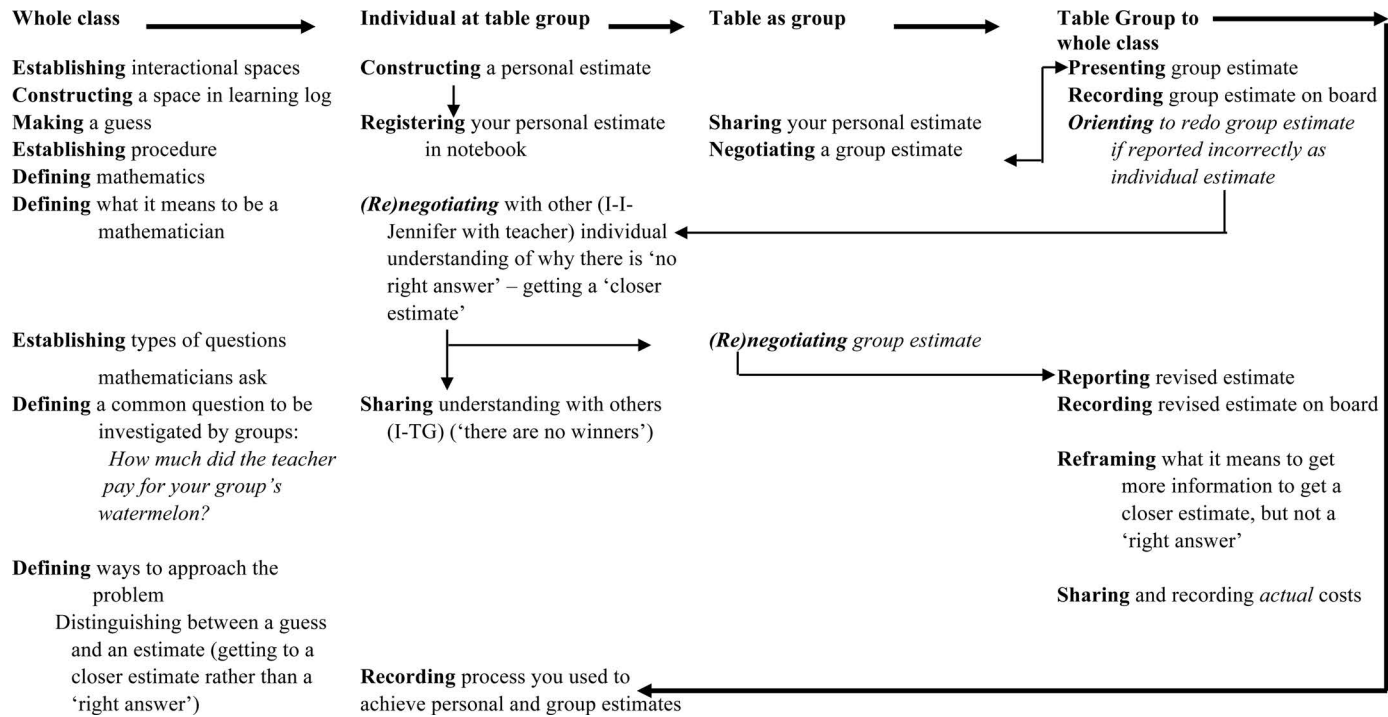 Whole class
Establishing interactional spaces
Constructing a space in learning log
Making a guess
Establishing procedure
Defining mathematics
Defining what it means to be a
mathematician
Establishing types of questions
mathematicians ask
Defining a common question to be
investigated by groups:
How much did the teacher
pay for your group’s
watermelon?
Defining ways to approach the
problem
Distinguishing between a guess
and an estimate (getting to a
closer estimate rather than a
‘right answer’)
Individual at table group
Constructing a personal estimate
Registering your personal estimate
in notebook
(Re)negotiating with other (I-I-
Jennifer with teacher) individual
understanding of why there is ‘no
right answer’ – getting a ‘closer
estimate’
Sharing understanding with others
(I-TG) (‘there are no winners’)
Recording process you used to
achieve personal and group estimates
Table as group
Sharing your personal estimate
Negotiating a group estimate
(Re)negotiating group estimate
Table Group to
whole class
Presenting group estimate
Recording group estimate on board
Orienting to redo group estimate
if reported incorrectly as
individual estimate
Reporting revised estimate
Recording revised estimate on board
Reframing what it means to get
more information to get a
closer estimate, but not a
‘right answer’
Sharing and recording actual costs